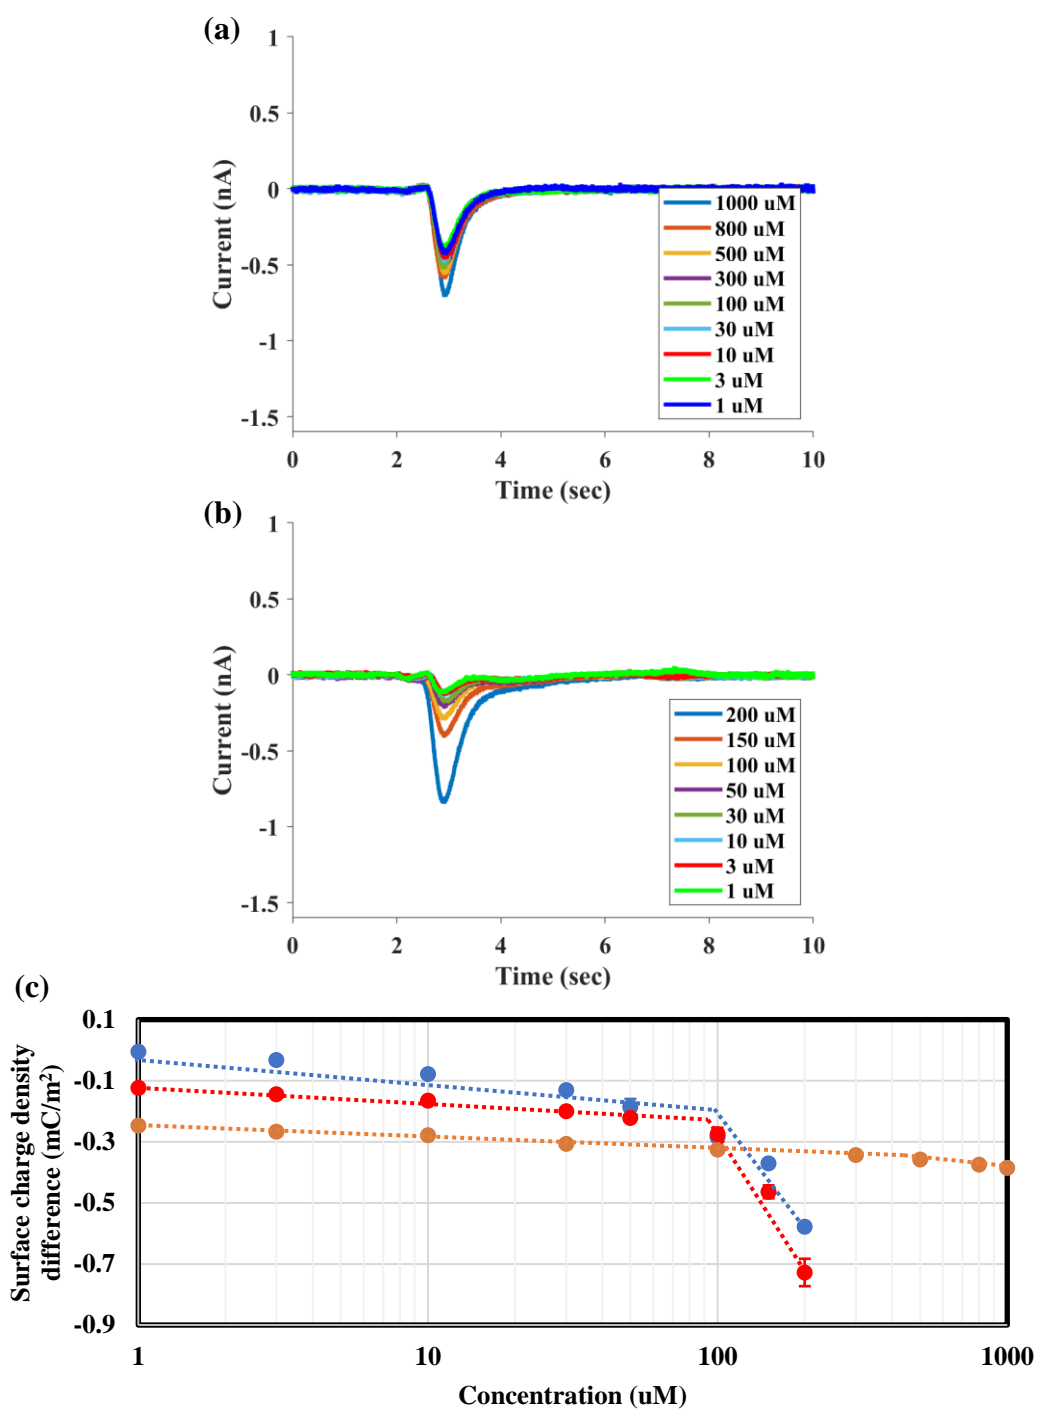 (a)
1
0.5
0
-0.5
-1
-1.5
Current (nA)
1000 uM
800 uM
500 uM
300 uM
100 uM
30 uM
10 uM
3 uM
1 uM
0 2 4 6 8 10
Time (sec)
(b)
1
0.5
0
-0.5
-1
-1.5
Current (nA)
200 uM
150 uM
100 uM
50 uM
30 uM
10 uM
3 uM
1 uM
0 2 4 6 8 10
Time (sec)
(c)
Surface charge density
difference (mC/m²)
0.1
-0.1
-0.3
-0.5
-0.7
-0.9
1 10 100 1000
Concentration (uM)